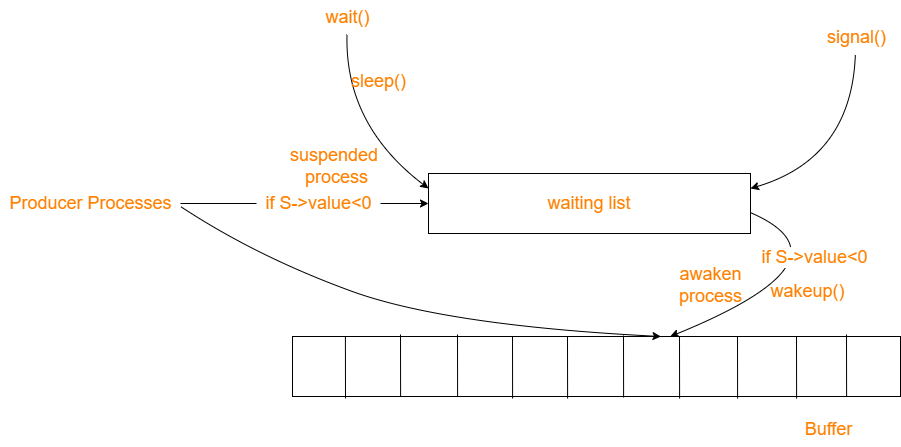 wait()
signal()
sleep()
suspended
process
Producer Processes
if S->value<0
waiting list
if S->value<0
awaken
process
wakeup()
Buffer